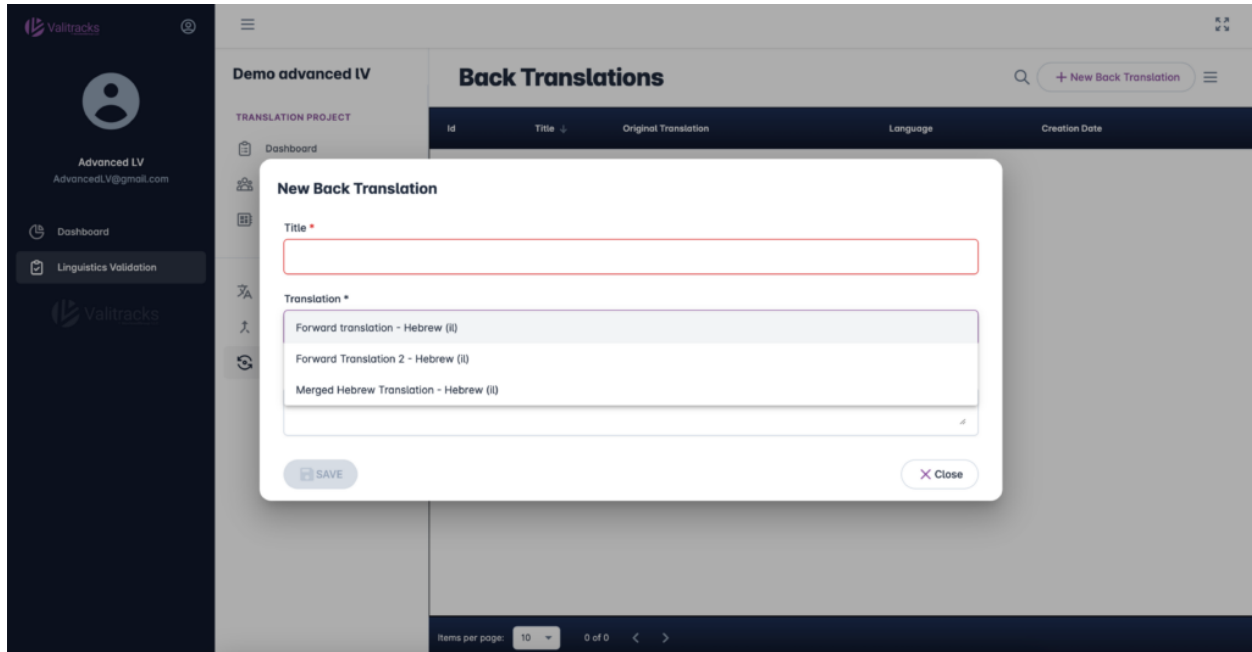 Valitracks
Advanced LV
AdvancedLV@gmail.com
Dashboard
Linguistics Validation
Valitracks
Demo advanced lV
TRANSLATION PROJECT
Dashboard
Back Translations
+ New Back Translation
Id
Title ↓
Original Translation
Language
Creation Date
New Back Translation
Title *
Translation *
Forward translation - Hebrew (il)
Forward Translation 2 - Hebrew (il)
Merged Hebrew Translation - Hebrew (il)
SAVE
Close
Items per page:
10
0 of 0